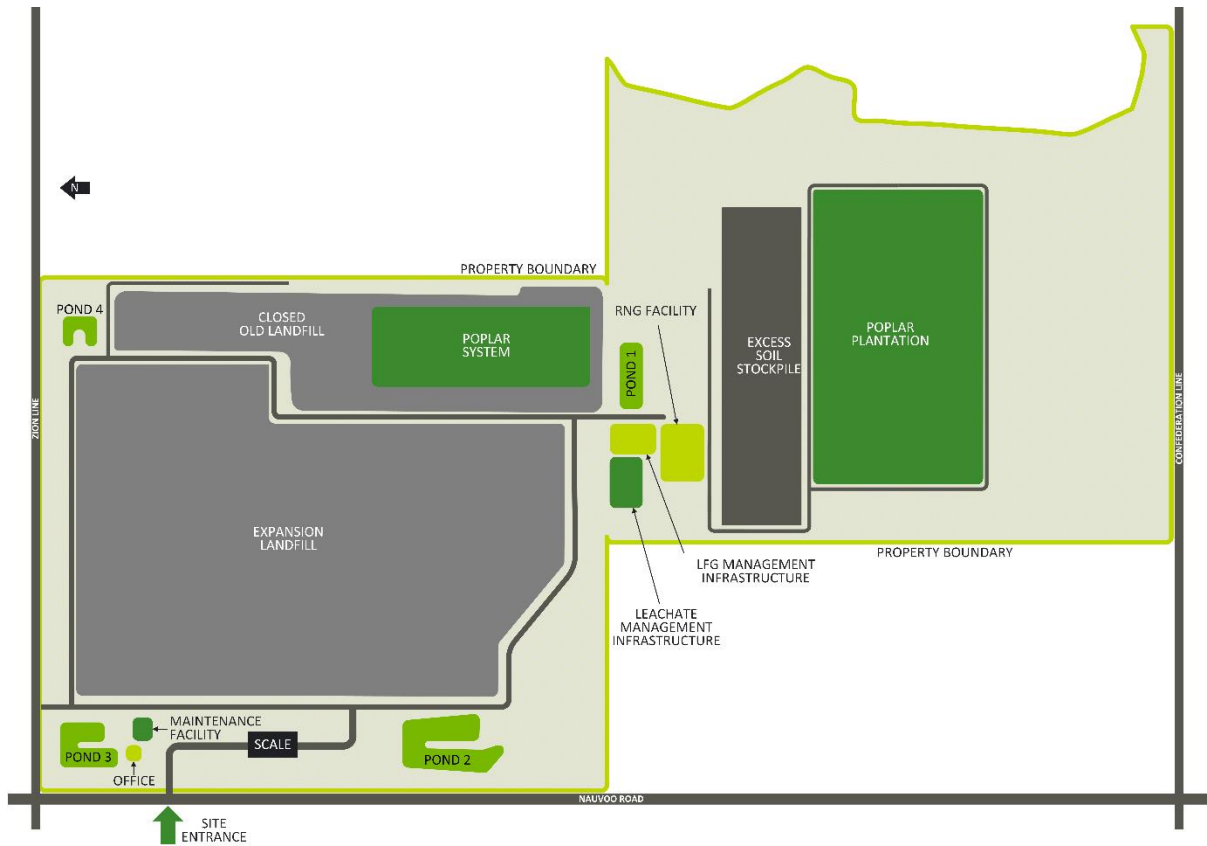 N
PROPERTY BOUNDARY
POND 4
CLOSED
OLD LANDFILL
POPLAR
SYSTEM
RNG FACILITY
POND 1
EXCESS
SOIL
STOCKPILE
POPLAR
PLANTATION
ZION LINE
CONFEDERATION LINE
EXPANSION
LANDFILL
PROPERTY BOUNDARY
LFG MANAGEMENT
INFRASTRUCTURE
LEACHATE
MANAGEMENT
INFRASTRUCTURE
MAINTENANCE
FACILITY
SCALE
POND 3
POND 2
OFFICE
NAUVOO ROAD
SITE
ENTRANCE